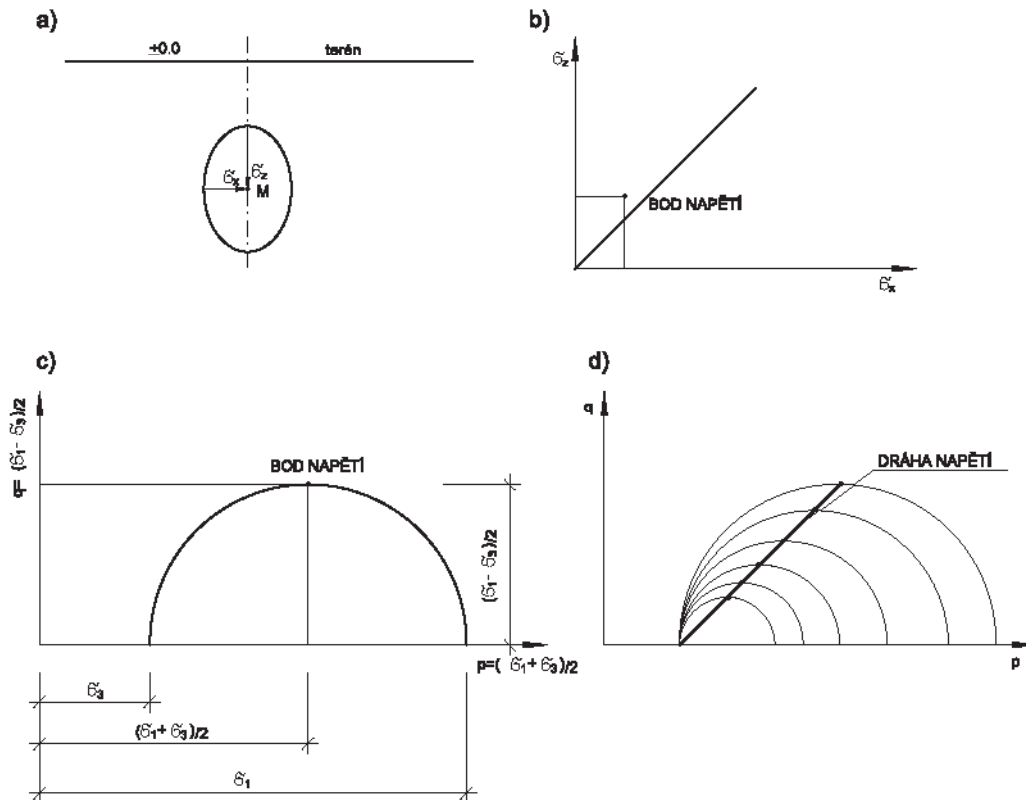 a)
±0.0 terén
σx σz
M
b)
σz
BOD NAPĚTÍ
σx
c)
q= (σ1- σ3)/2
BOD NAPĚTÍ
(σ1- σ3)/2
p=( σ1+ σ3)/2
σ3
(σ1+ σ3)/2
σ1
d)
q
DRÁHA NAPĚTÍ
p